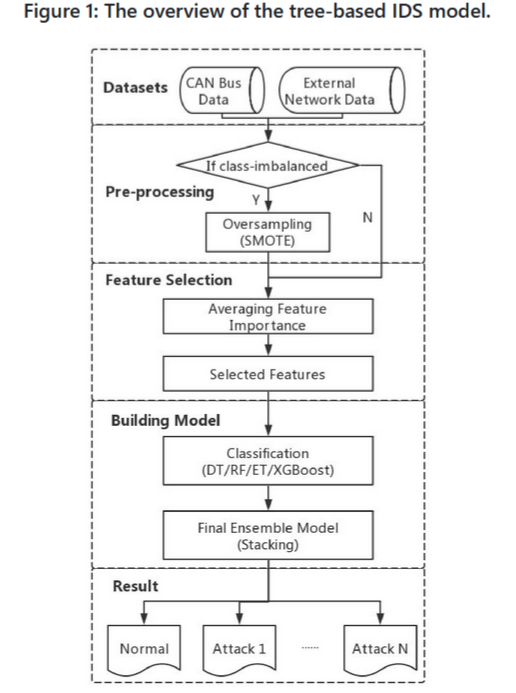 Figure 1: The overview of the tree-based IDS model.
Datasets
CAN Bus
Data
External
Network Data
If class-imbalanced
Pre-processing
Y
N
Oversampling
(SMOTE)
Feature Selection
Averaging Feature
Importance
Selected Features
Building Model
Classification
(DT/RF/ET/XGBoost)
Final Ensemble Model
(Stacking)
Result
Normal
Attack 1
......
Attack N